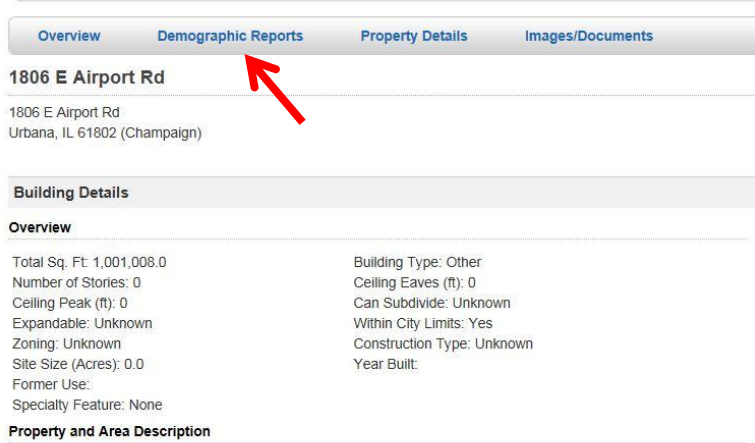 Overview Demographic Reports Property Details Images/Documents
1806 E Airport Rd
1806 E Airport Rd
Urbana, IL 61802 (Champaign)
Building Details
Overview
Total Sq. Ft: 1,001,008.0 Building Type: Other
Number of Stories: 0 Ceiling Eaves (ft): 0
Ceiling Peak (ft): 0 Can Subdivide: Unknown
Expandable: Unknown Within City Limits: Yes
Zoning: Unknown Construction Type: Unknown
Site Size (Acres): 0.0 Year Built:
Former Use:
Specialty Feature: None
Property and Area Description